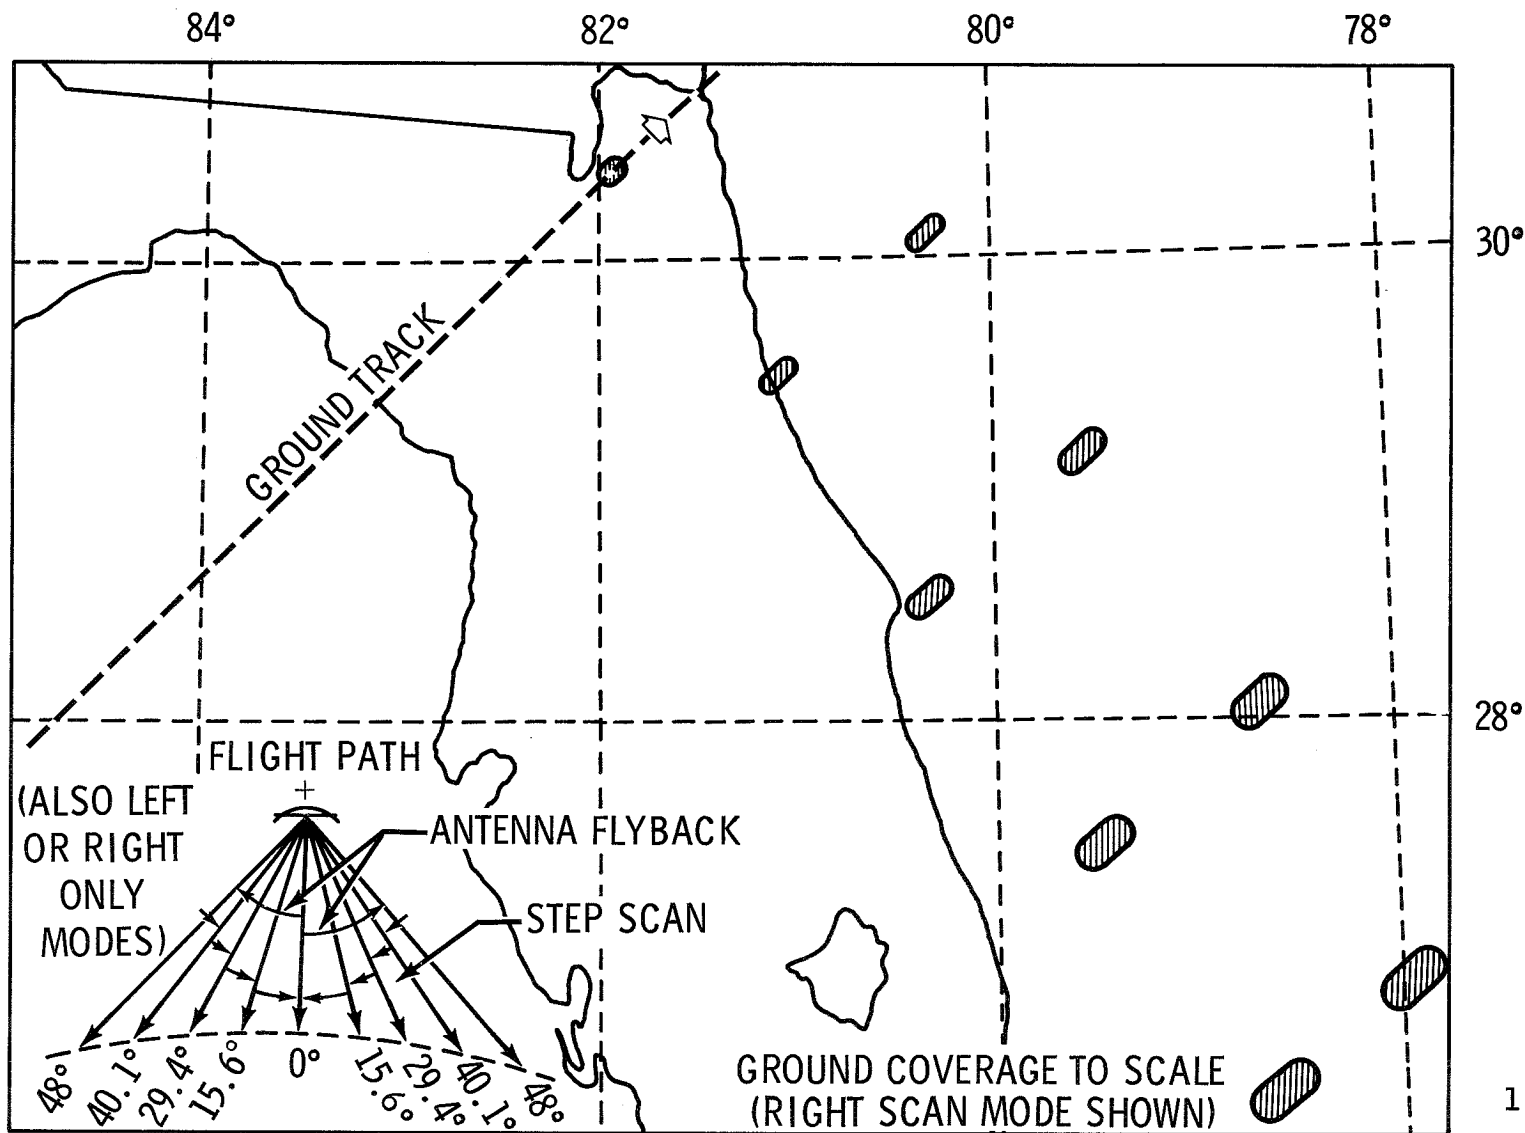 84°
82°
80°
78°
30°
GROUND TRACK
28°
FLIGHT PATH
(ALSO LEFT
OR RIGHT
ONLY
MODES)
+
ANTENNA FLYBACK
STEP SCAN
48°
40.1°
29.4°
15.6°
0°
15.6°
29.4°
40.1°
48°
GROUND COVERAGE TO SCALE
(RIGHT SCAN MODE SHOWN)
1